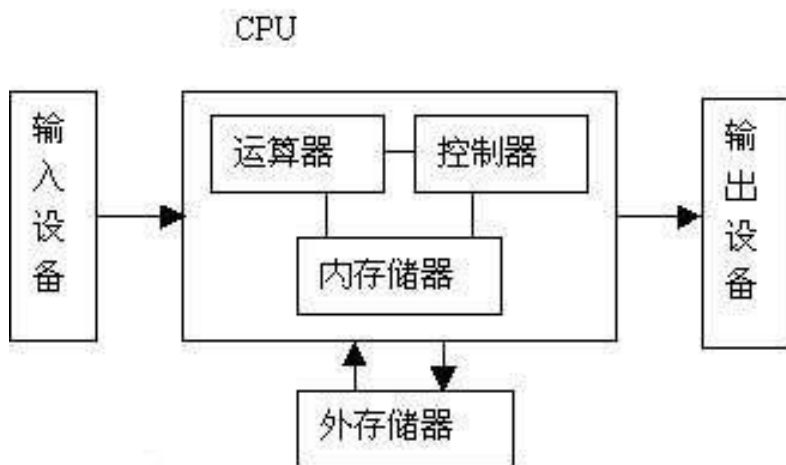 CPU
输入设备
运算器
控制器
内存储器
输出设备
外存储器